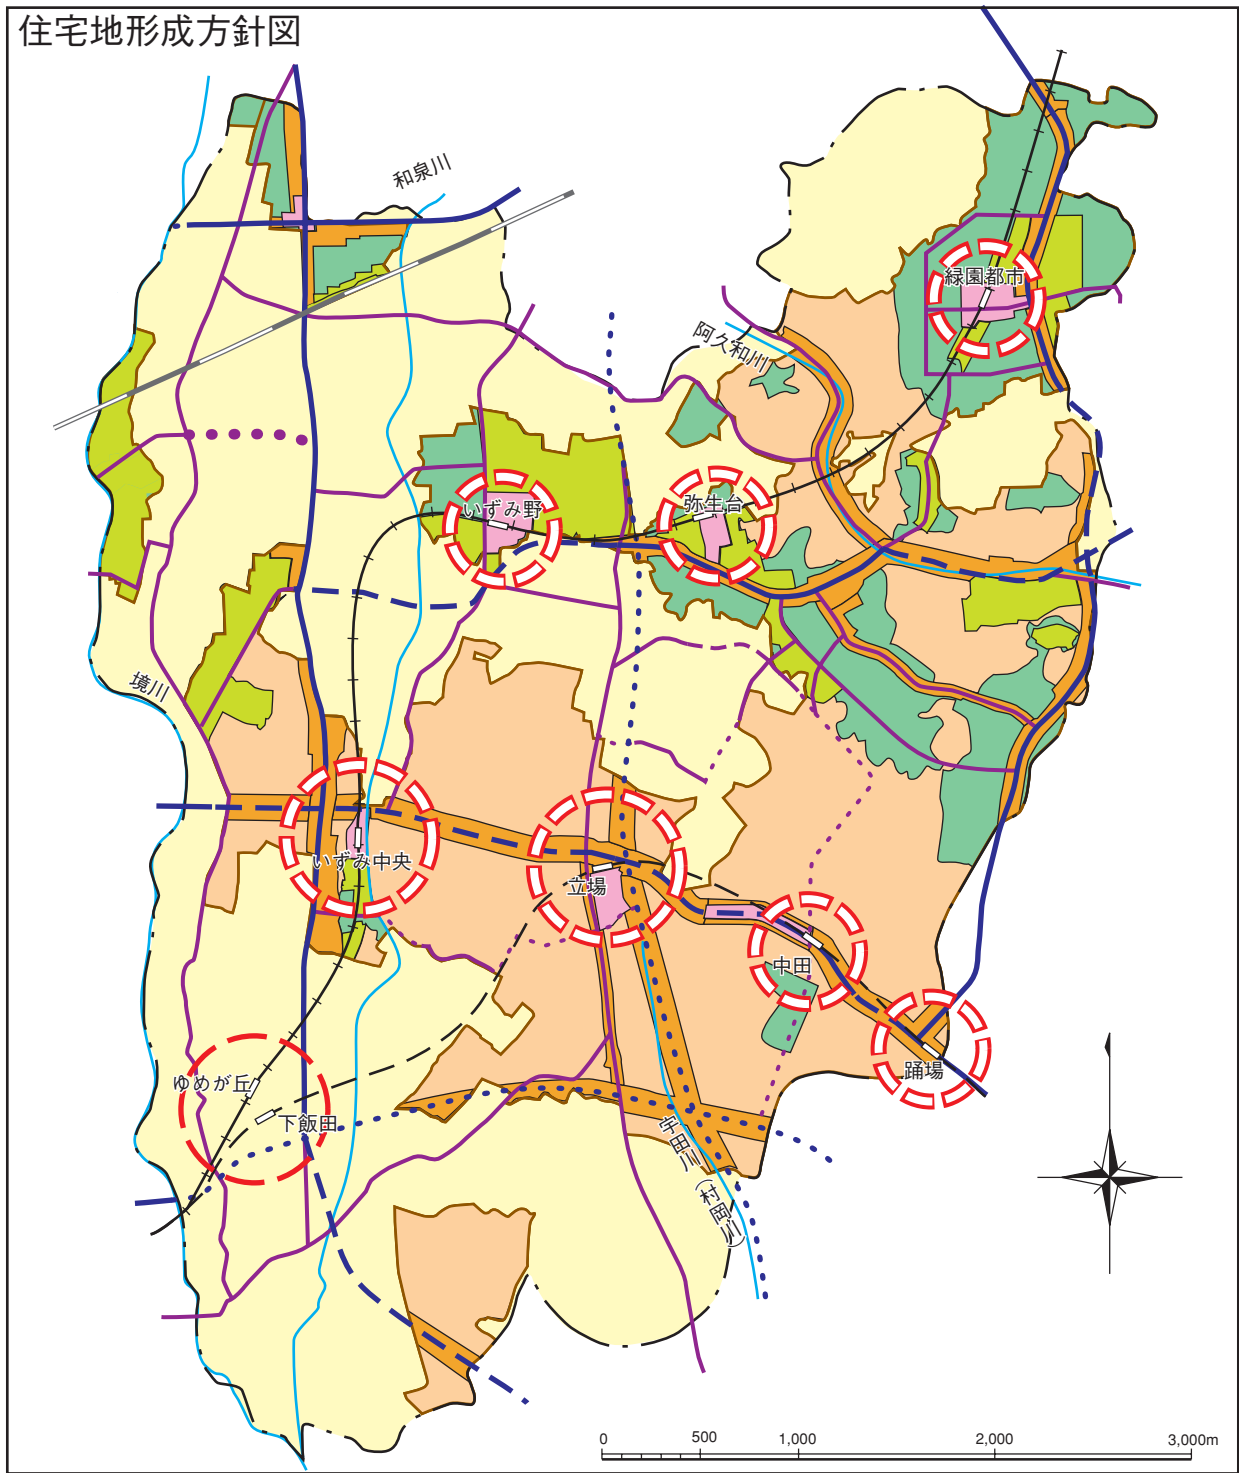 住宅地形成方針図
和泉川
緑園都市
阿久和川
いずみ野
弥生台
境川
いずみ中央
立場
中田
踊場
ゆめが丘
下飯田
宇田川(村岡川)
0 500 1,000 2,000 3,000m